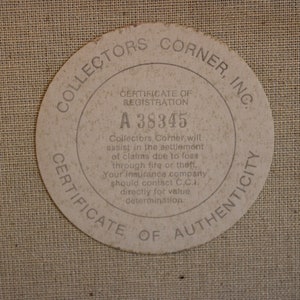 COLLECTORS CORNER, INC.
CERTIFICATE OF
REGISTRATION
A 38345
Collectors Corner will
assist in the settlement
of claims due to loss
through fire or theft.
Your insurance company
should contact C.C.I.
directly for value
determination.
CERTIFICATE OF AUTHENTICITY